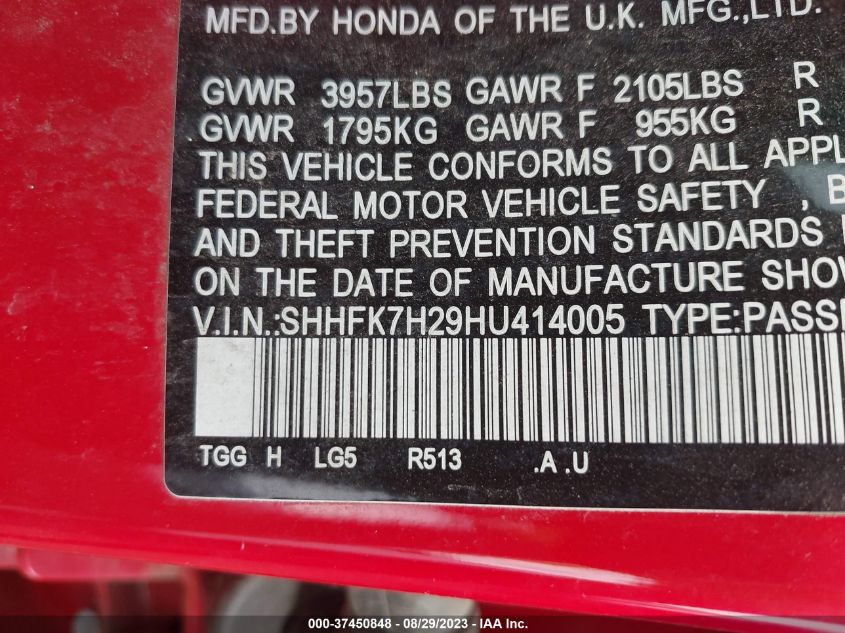 MFD.BY HONDA OF THE U.K. MFG.,LTD.
GVWR 3957LBS GAWR F 2105LBS R
GVWR 1795KG GAWR F 955KG R
THIS VEHICLE CONFORMS TO ALL APPL
FEDERAL MOTOR VEHICLE SAFETY , B
AND THEFT PREVENTION STANDARDS
ON THE DATE OF MANUFACTURE SHOW
V.I.N.:SHHFK7H29HU414005 TYPE:PASSE
TGG H LG5 R513 .A .U
000-37450848 - 08/29/2023 - IAA Inc.